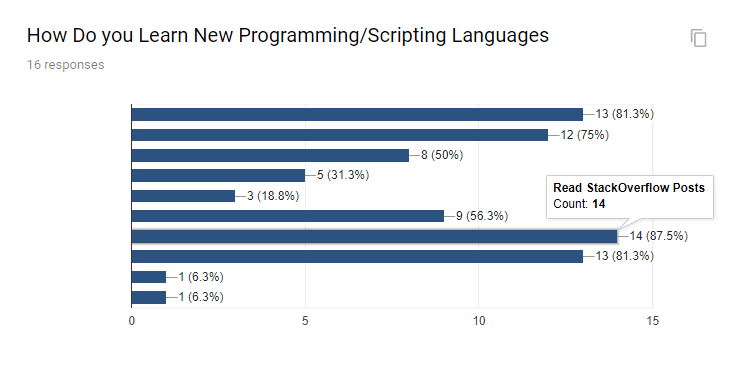 How Do you Learn New Programming/Scripting Languages
16 responses
13 (81.3%)
12 (75%)
8 (50%)
5 (31.3%)
3 (18.8%)
Read StackOverflow Posts
Count: 14
9 (56.3%)
14 (87.5%)
13 (81.3%)
1 (6.3%)
1 (6.3%)
0 5 10 15